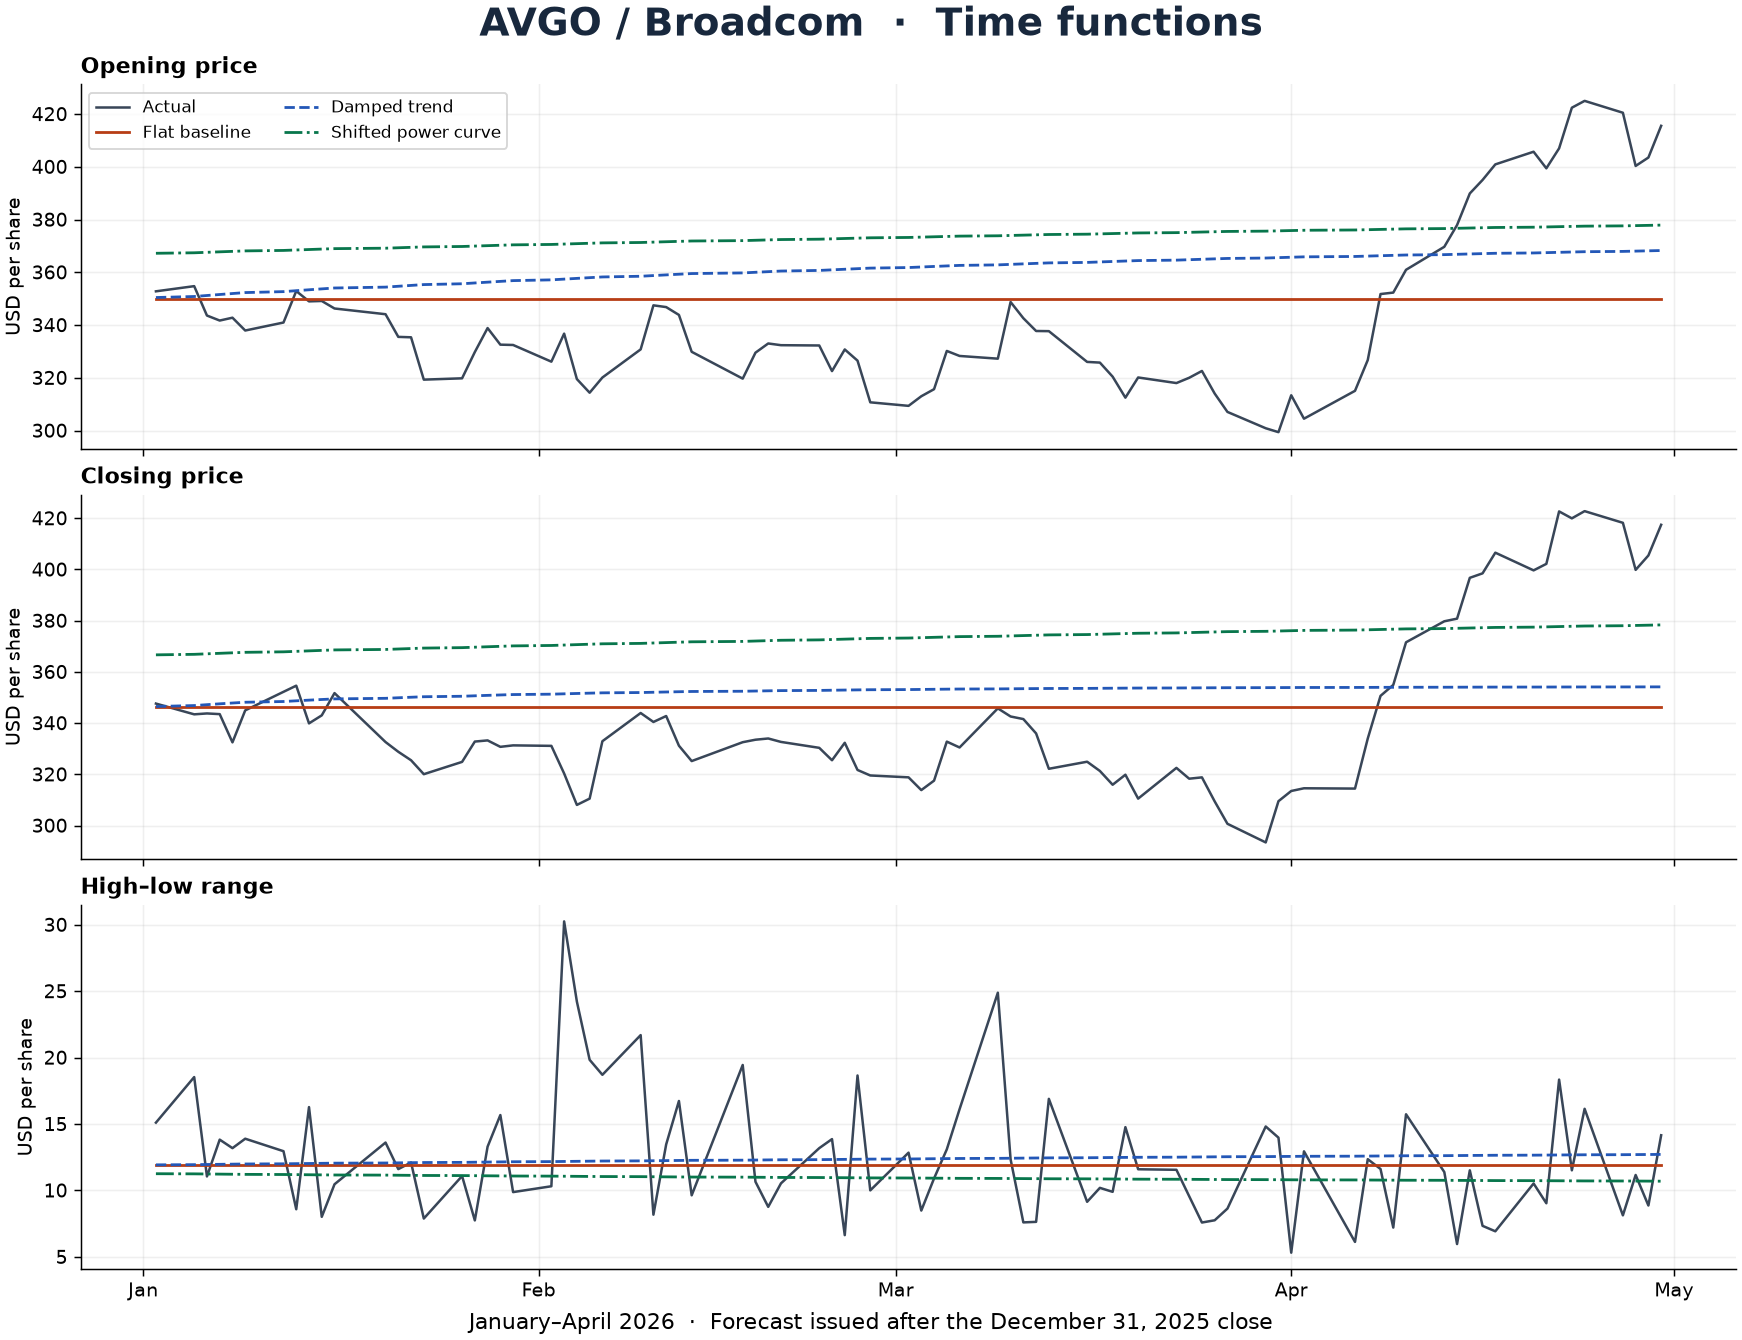 AVGO / Broadcom · Time functions
Opening price
Actual
Flat baseline
Damped trend
Shifted power curve
USD per share
420
400
380
360
340
320
300
Closing price
USD per share
420
400
380
360
340
320
300
High–low range
USD per share
30
25
20
15
10
5
Jan Feb Mar Apr May
January–April 2026 · Forecast issued after the December 31, 2025 close